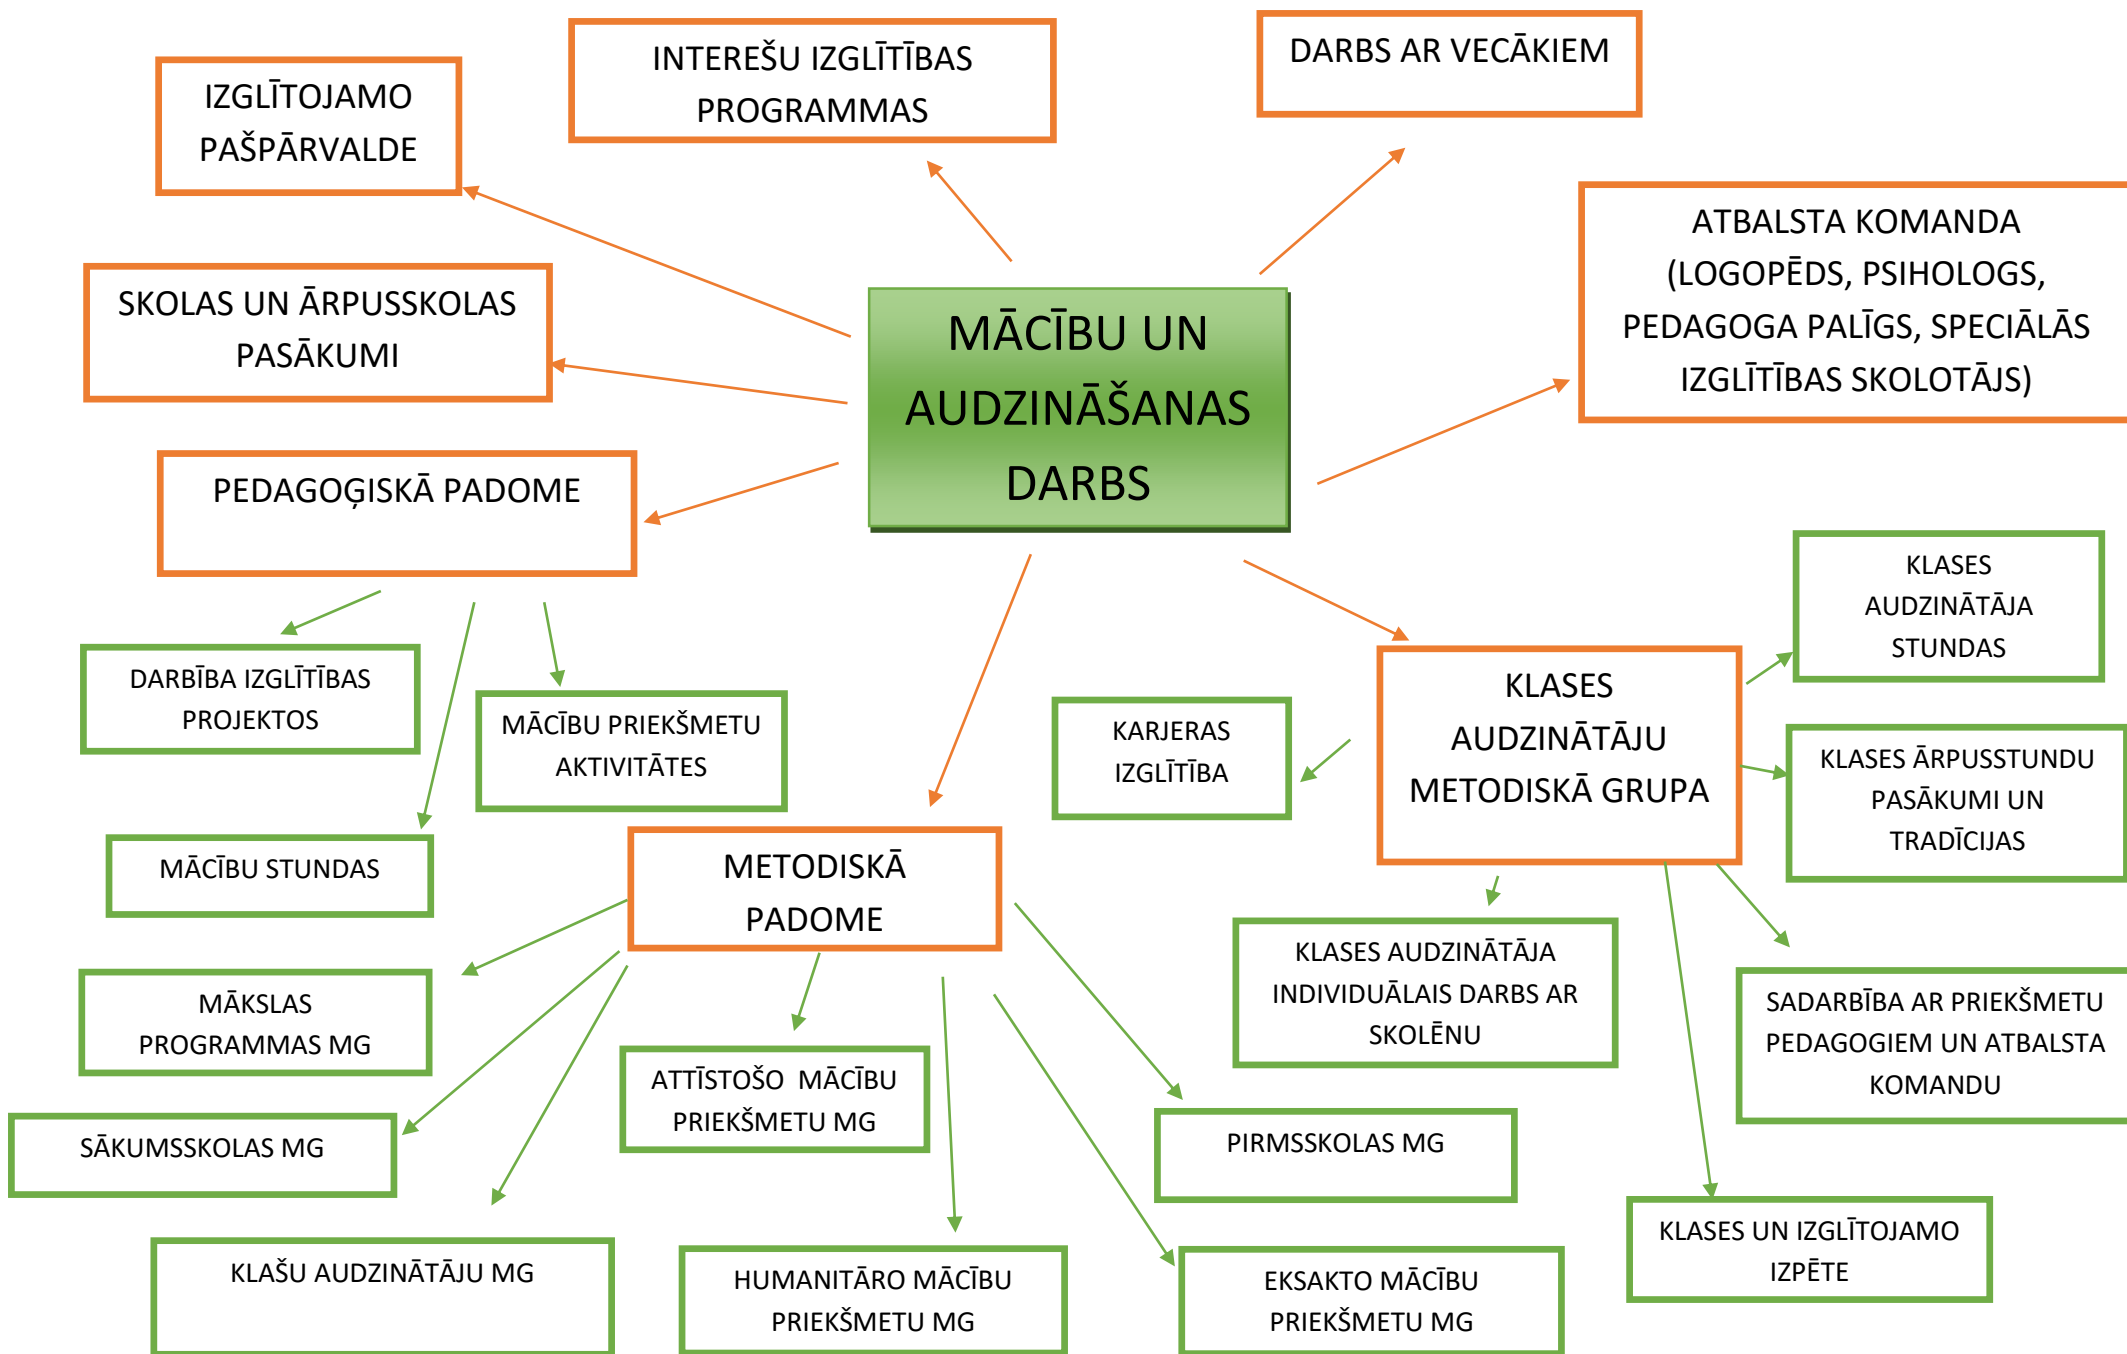 INTEREŠU IZGLĪTĪBAS
PROGRAMMAS
DARBS AR VECĀKIEM
IZGLĪTOJAMO
PAŠPĀRVALDE
ATBALSTA KOMANDA
(LOGOPĒDS, PSIHOLOGS,
PEDAGOGA PALĪGS, SPECIĀLĀS
IZGLĪTĪBAS SKOLOTĀJS)
SKOLAS UN ĀRPUSSKOLAS
PASĀKUMI
MĀCĪBU UN
AUDZINĀŠANAS
DARBS
PEDAGOĢISKĀ PADOME
KLASES
AUDZINĀTĀJA
STUNDAS
DARBĪBA IZGLĪTĪBAS
PROJEKTOS
MĀCĪBU PRIEKŠMETU
AKTIVITĀTES
KARJERAS
IZGLĪTĪBA
KLASES
AUDZINĀTĀJU
METODISKĀ GRUPA
KLASES ĀRPUSSTUNDU
PASĀKUMI UN
TRADĪCIJAS
MĀCĪBU STUNDAS
METODISKĀ
PADOME
KLASES AUDZINĀTĀJA
INDIVIDUĀLAIS DARBS AR
SKOLĒNU
SADARBĪBA AR PRIEKŠMETU
PEDAGOGIEM UN ATBALSTA
KOMANDU
MĀKSLAS
PROGRAMMAS MG
ATTĪSTOŠO  MĀCĪBU
PRIEKŠMETU MG
SĀKUMSSKOLAS MG
PIRMSSKOLAS MG
KLASES UN IZGLĪTOJAMO
IZPĒTE
KLAŠU AUDZINĀTĀJU MG
HUMANITĀRO MĀCĪBU
PRIEKŠMETU MG
EKSAKTO MĀCĪBU
PRIEKŠMETU MG